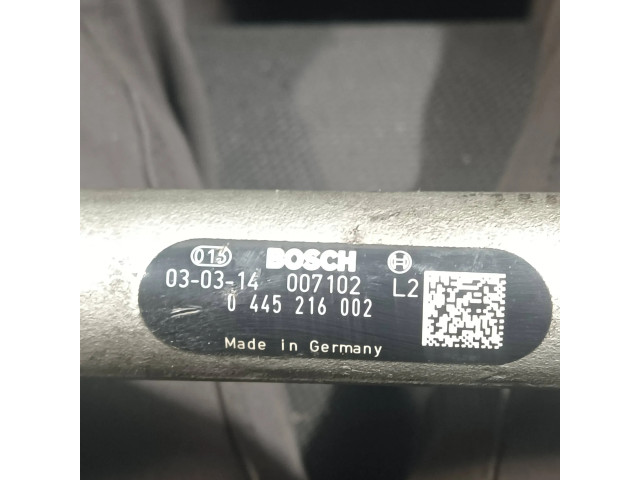 015 BOSCH
03-03-14 007102 L2
0 445 216 002
Made in Germany